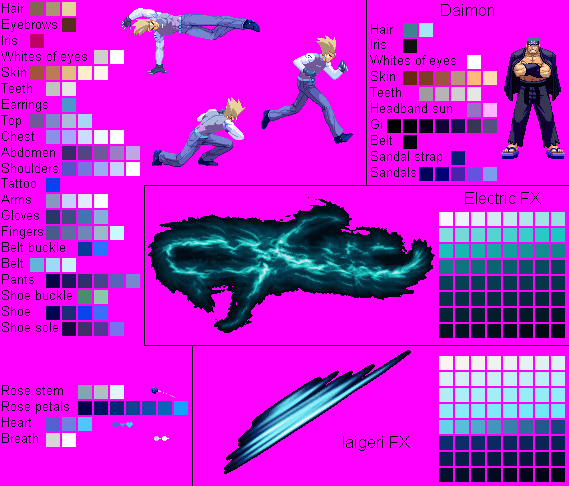 Hair
Eyebrows
Iris
Whites of eyes
Skin
Teeth
Earrings
Top
Chest
Abdomen
Shoulders
Tattoo
Arms
Gloves
Fingers
Belt buckle
Belt
Pants
Shoe buckle
Shoe
Shoe sole
Rose stem
Rose petals
Heart
Breath
Daimon
Hair
Iris
Whites of eyes
Skin
Teeth
Headband sun
Gi
Belt
Sandal strap
Sandals
Electric FX
Iaigeri FX